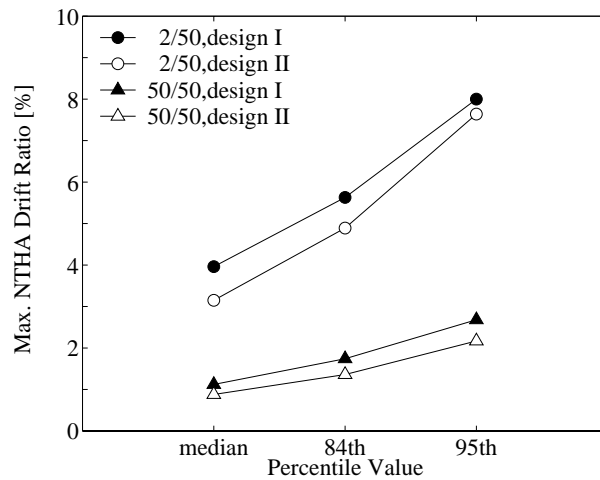 Max. NTHA Drift Ratio [%]
10
8
6
4
2
0
2/50,design I
2/50,design II
50/50,design I
50/50,design II
median 84th 95th
Percentile Value